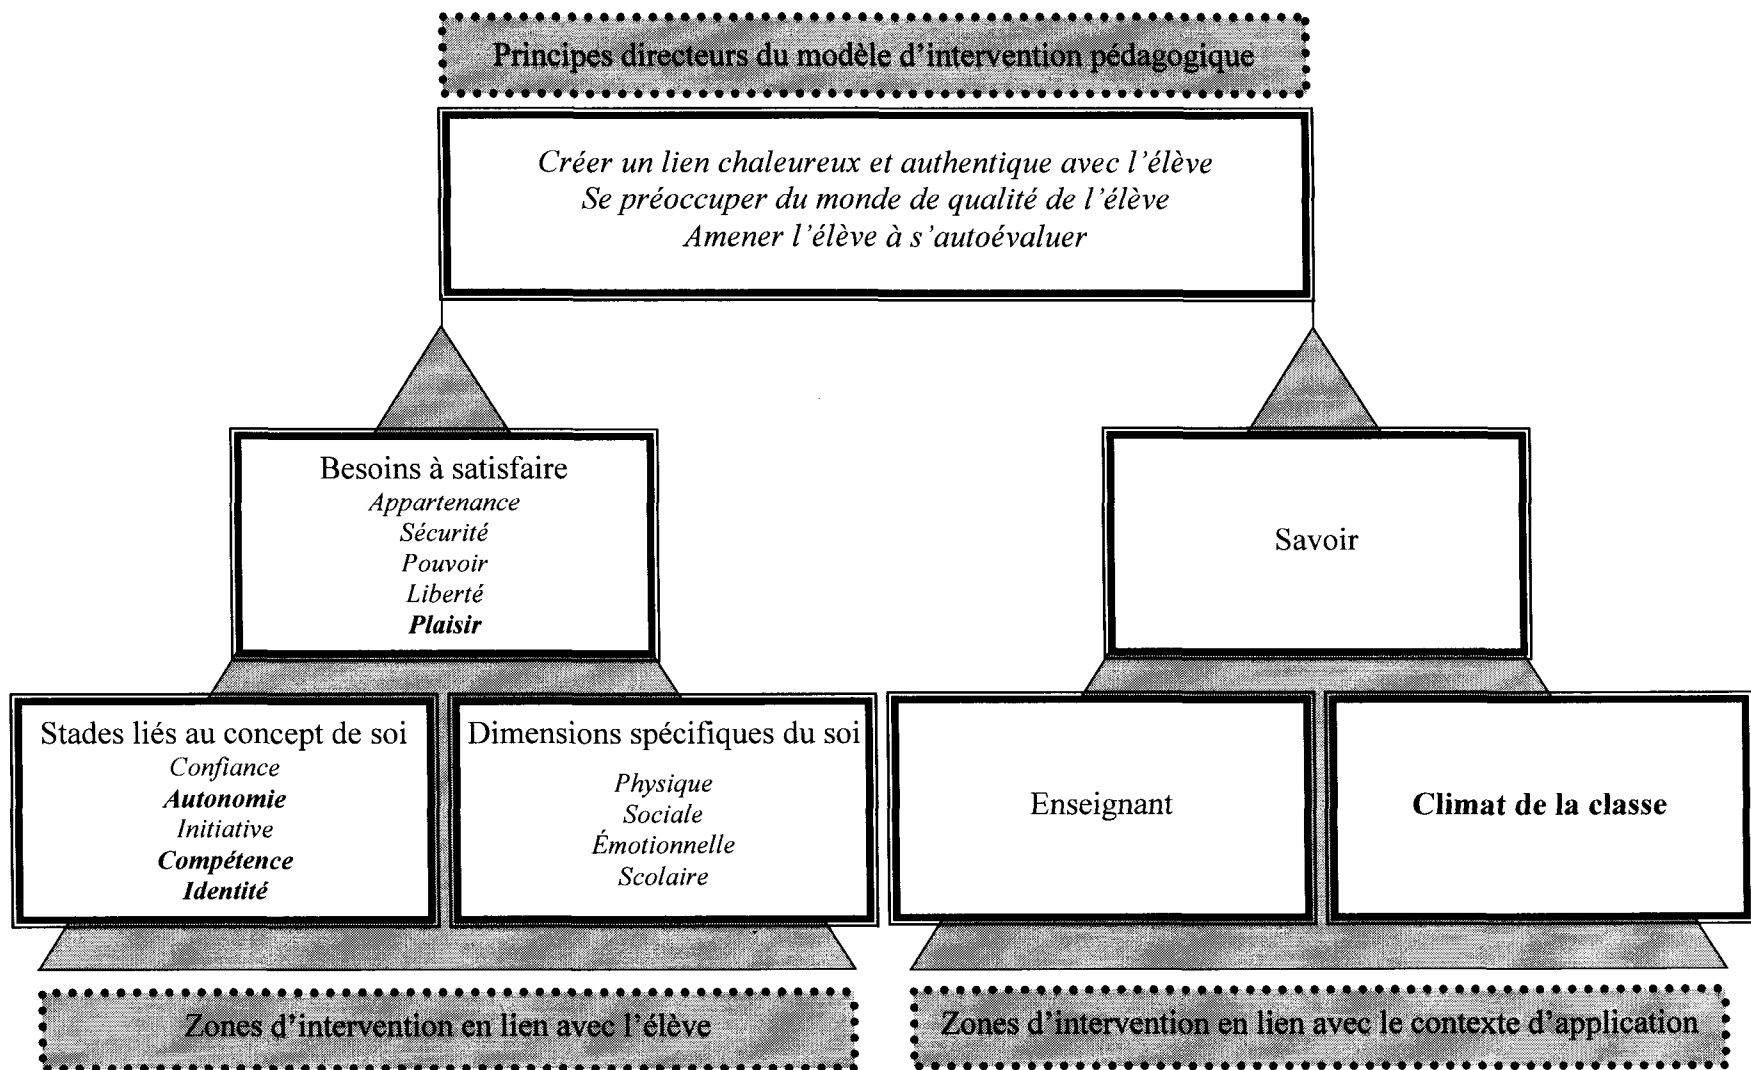 Principes directeurs du modèle d'intervention pédagogique
Créer un lien chaleureux et authentique avec l'élève
Se préoccuper du monde de qualité de l'élève
Amener l'élève à s'autoévaluer
Besoins à satisfaire
Appartenance
Sécurité
Pouvoir
Liberté
Plaisir
Savoir
Stades liés au concept de soi
Confiance
Autonomie
Initiative
Compétence
Identité
Dimensions spécifiques du soi
Physique
Sociale
Émotionnelle
Scolaire
Enseignant
Climat de la classe
Zones d'intervention en lien avec l'élève
Zones d'intervention en lien avec le contexte d'application